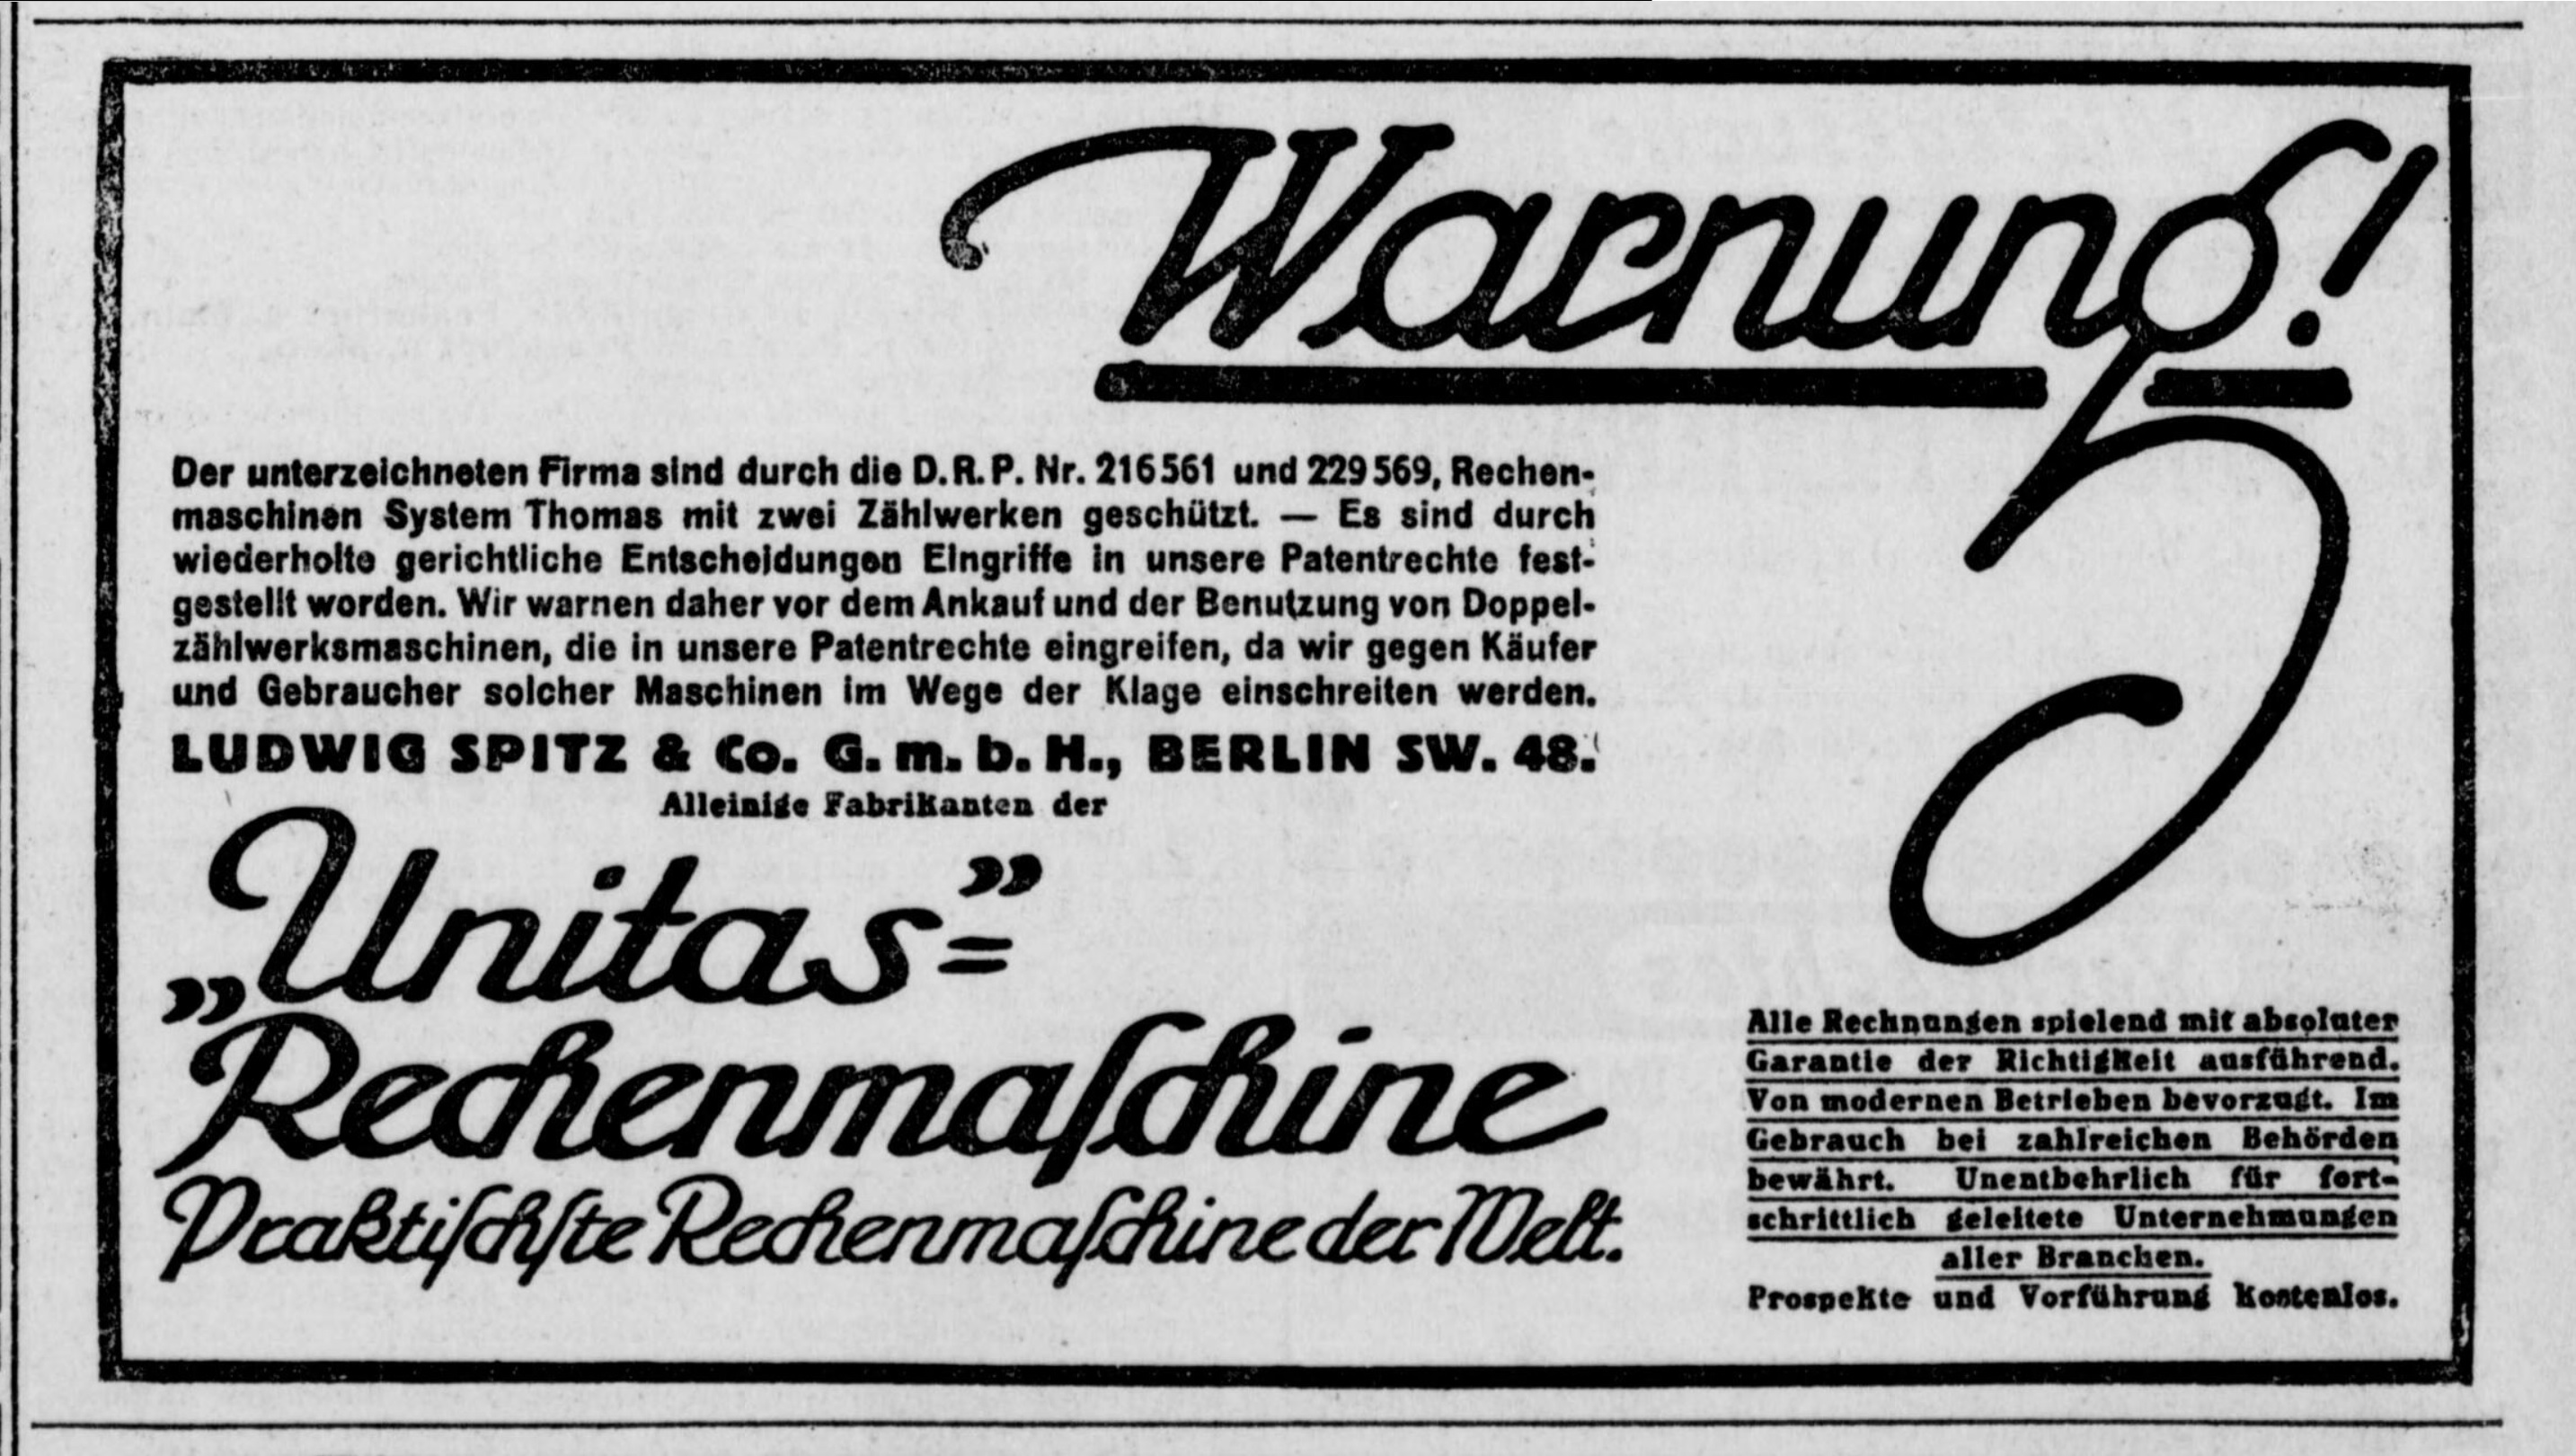 Warnung!
Der unterzeichneten Firma sind durch die D.R.P. Nr. 216561 und 229569, Rechen-
maschinen System Thomas mit zwei Zählwerken geschützt. — Es sind durch
wiederholte gerichtliche Entscheidungen Eingriffe in unsere Patentrechte fest-
gestellt worden. Wir warnen daher vor dem Ankauf und der Benutzung von Doppel-
zählwerksmaschinen, die in unsere Patentrechte eingreifen, da wir gegen Käufer
und Gebraucher solcher Maschinen im Wege der Klage einschreiten werden.
LUDWIG SPITZ & Co. G. m. b. H., BERLIN SW. 48.
Alleinige Fabrikanten der
„Unitas”=
Rechenmaſchine
Praktiſchſte Rechenmaſchine der Welt.
Alle Rechnungen spielend mit absoluter
Garantie der Richtigkeit ausführend.
Von modernen Betrieben bevorzugt. Im
Gebrauch bei zahlreichen Behörden
bewährt. Unentbehrlich für fort-
schrittlich geleitete Unternehmungen
aller Branchen.
Prospekte und Vorführung kostenlos.